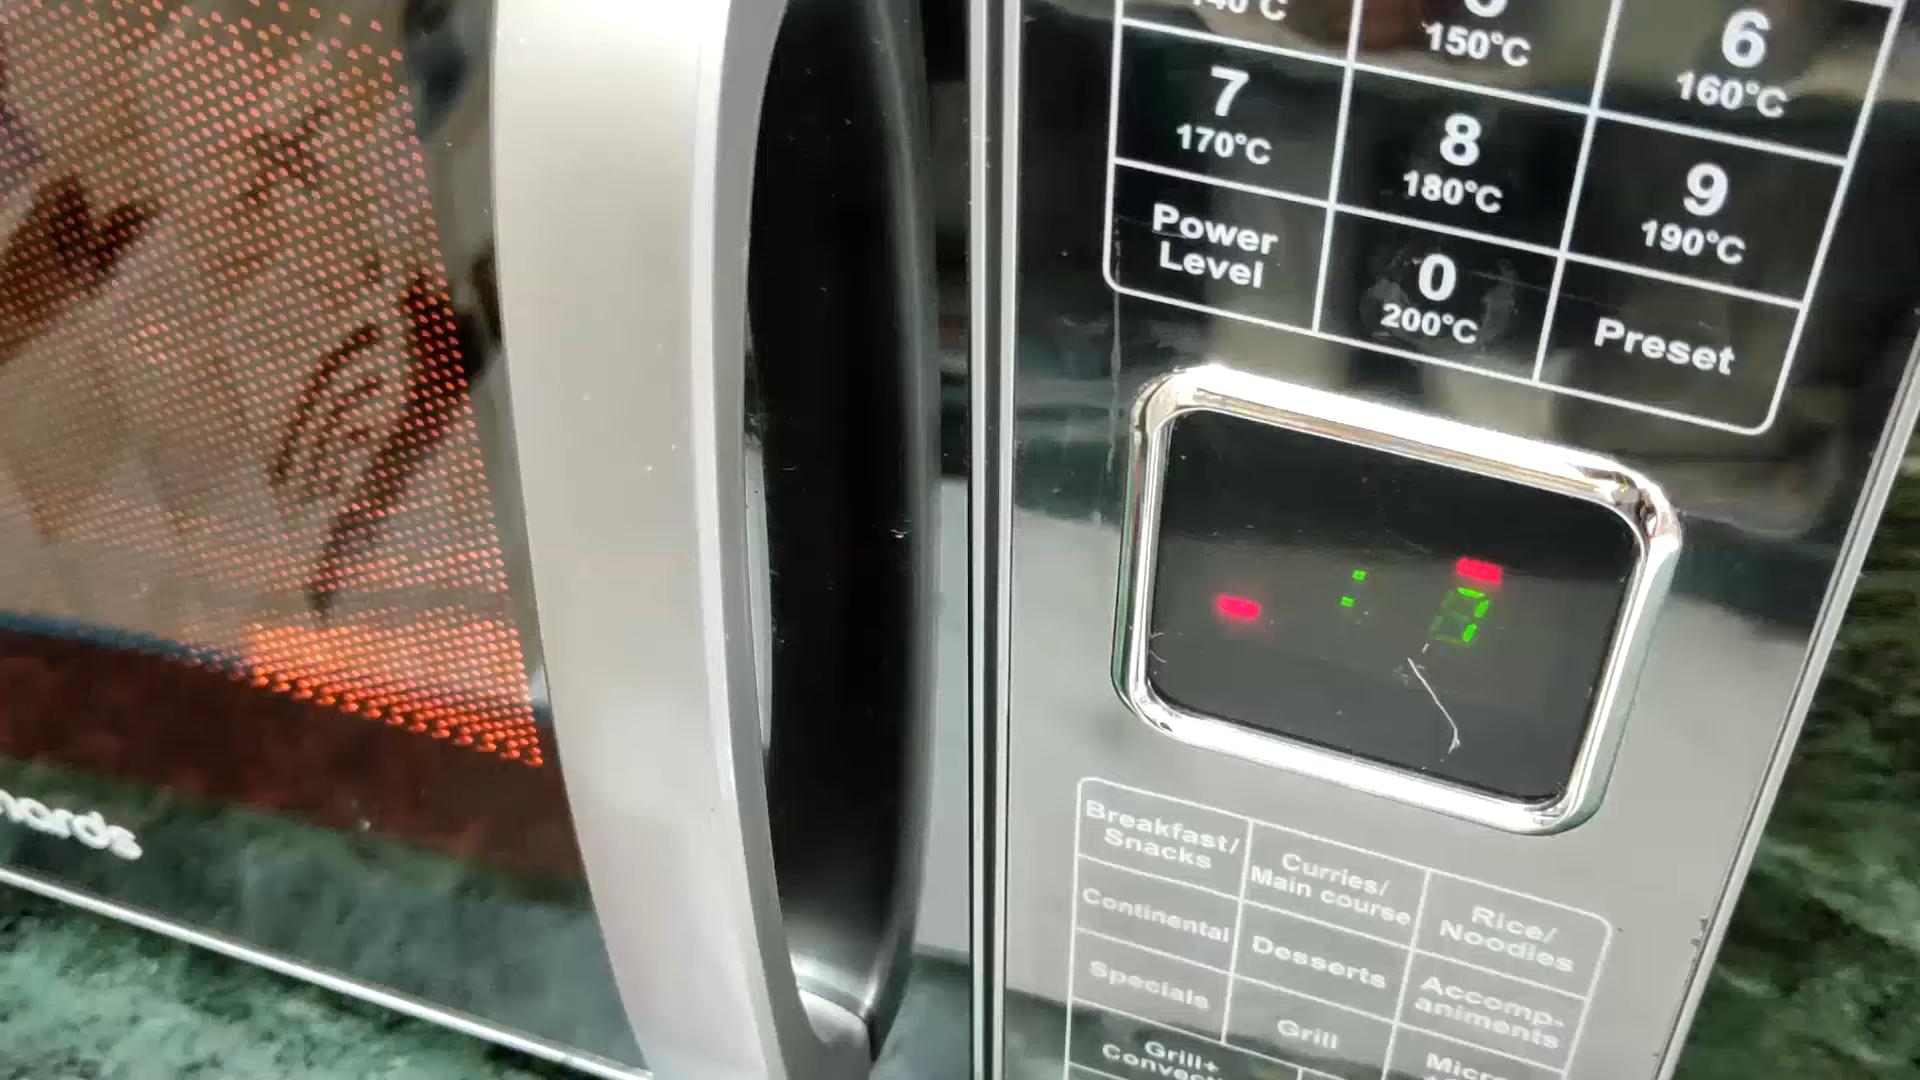 140°C
150°C
6
160°C
7
170°C
8
180°C
9
190°C
Power
Level
0
200°C
Preset
Breakfast/
Snacks
Curries/
Main course
Rice/
Noodles
Continental
Desserts
Accomp-
animents
Specials
Grill
Grill+